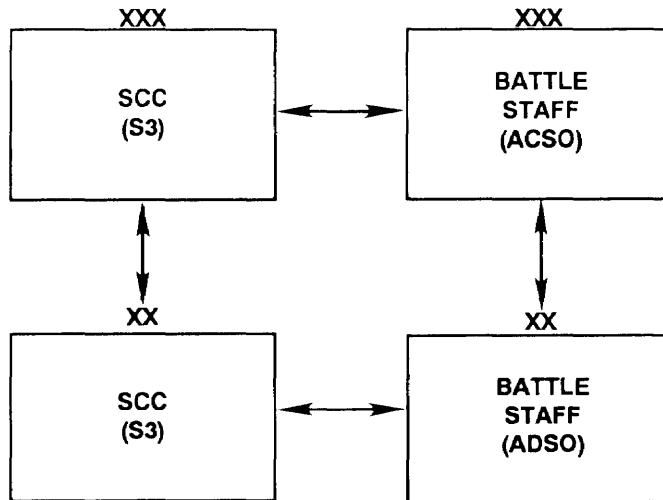 XXX
SCC
(S3)
XXX
BATTLE
STAFF
(ACSO)
XX
SCC
(S3)
XX
BATTLE
STAFF
(ADSO)